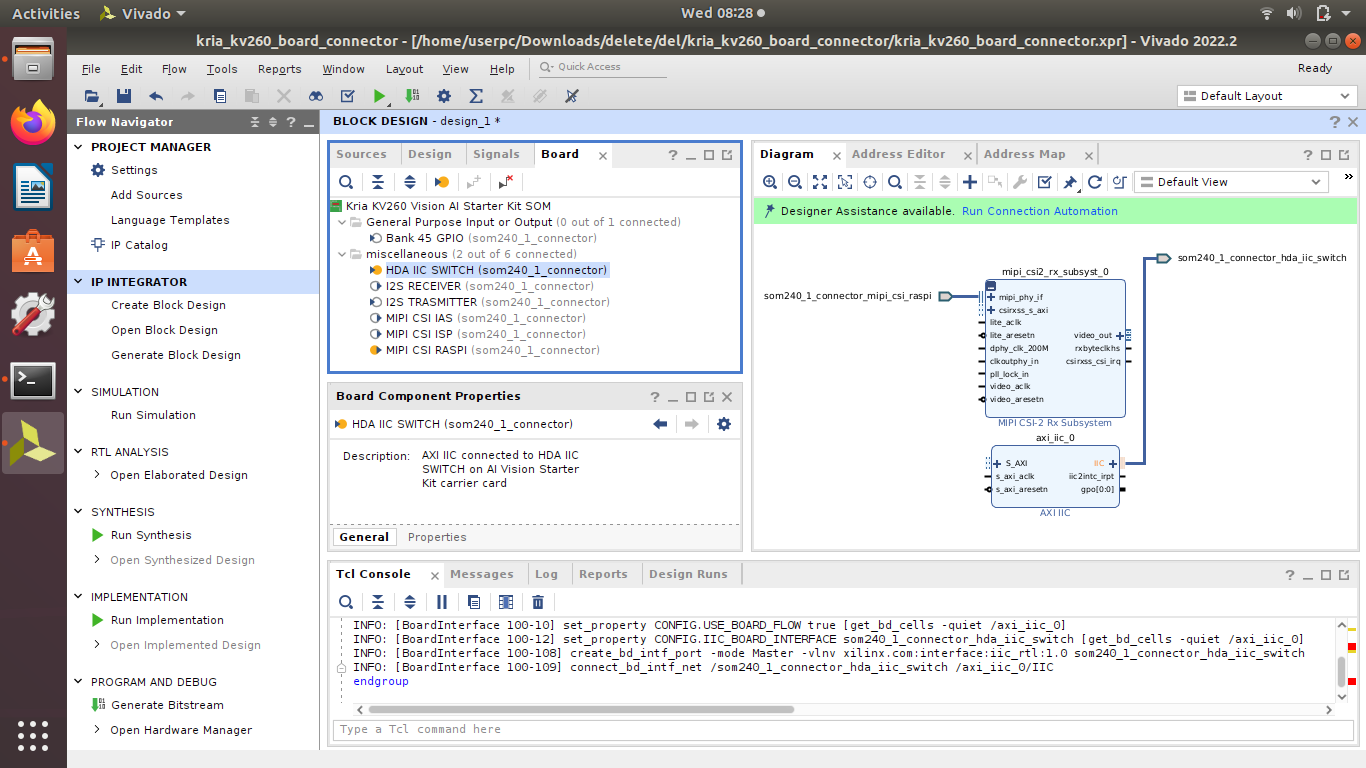 Activities
Vivado
Wed 08:28
kria_kv260_board_connector - [/home/userpc/Downloads/delete/del/kria_kv260_board_connector/kria_kv260_board_connector.xpr] - Vivado 2022.2
File Edit Flow Tools Reports Window Layout View Help
Quick Access
Ready
Default Layout
Flow Navigator
PROJECT MANAGER
Settings
Add Sources
Language Templates
IP Catalog
IP INTEGRATOR
Create Block Design
Open Block Design
Generate Block Design
SIMULATION
Run Simulation
RTL ANALYSIS
Open Elaborated Design
SYNTHESIS
Run Synthesis
Open Synthesized Design
IMPLEMENTATION
Run Implementation
Open Implemented Design
PROGRAM AND DEBUG
Generate Bitstream
Open Hardware Manager
BLOCK DESIGN - design_1 *
Sources Design Signals Board
Kria KV260 Vision AI Starter Kit SOM
General Purpose Input or Output (0 out of 1 connected)
Bank 45 GPIO (som240_1_connector)
miscellaneous (2 out of 6 connected)
HDA IIC SWITCH (som240_1_connector)
I2S RECEIVER (som240_1_connector)
I2S TRASMITTER (som240_1_connector)
MIPI CSI IAS (som240_1_connector)
MIPI CSI ISP (som240_1_connector)
MIPI CSI RASPI (som240_1_connector)
Board Component Properties
HDA IIC SWITCH (som240_1_connector)
Description: AXI IIC connected to HDA IIC
SWITCH on AI Vision Starter
Kit carrier card
General Properties
Diagram Address Editor Address Map
Default View
Designer Assistance available. Run Connection Automation
som240_1_connector_hda_iic_switch
mipi_csi2_rx_subsyst_0
som240_1_connector_mipi_csi_raspi
mipi_phy_if
csirxss_s_axi
lite_aclk
lite_aresetn video_out
dphy_clk_200M rxbyteclkhs
clkoutphy_in csirxss_csi_irq
pll_lock_in
video_aclk
video_aresetn
MIPI CSI-2 Rx Subsystem
axi_iic_0
S_AXI IIC
s_axi_aclk iic2intc_irpt
s_axi_aresetn gpo[0:0]
AXI IIC
Tcl Console Messages Log Reports Design Runs
INFO: [BoardInterface 100-10] set_property CONFIG.USE_BOARD_FLOW true [get_bd_cells -quiet /axi_iic_0]
INFO: [BoardInterface 100-12] set_property CONFIG.IIC_BOARD_INTERFACE som240_1_connector_hda_iic_switch [get_bd_cells -quiet /axi_iic_0]
INFO: [BoardInterface 100-108] create_bd_intf_port -mode Master -vlnv xilinx.com:interface:iic_rtl:1.0 som240_1_connector_hda_iic_switch
INFO: [BoardInterface 100-109] connect_bd_intf_net /som240_1_connector_hda_iic_switch /axi_iic_0/IIC
endgroup
Type a Tcl command here